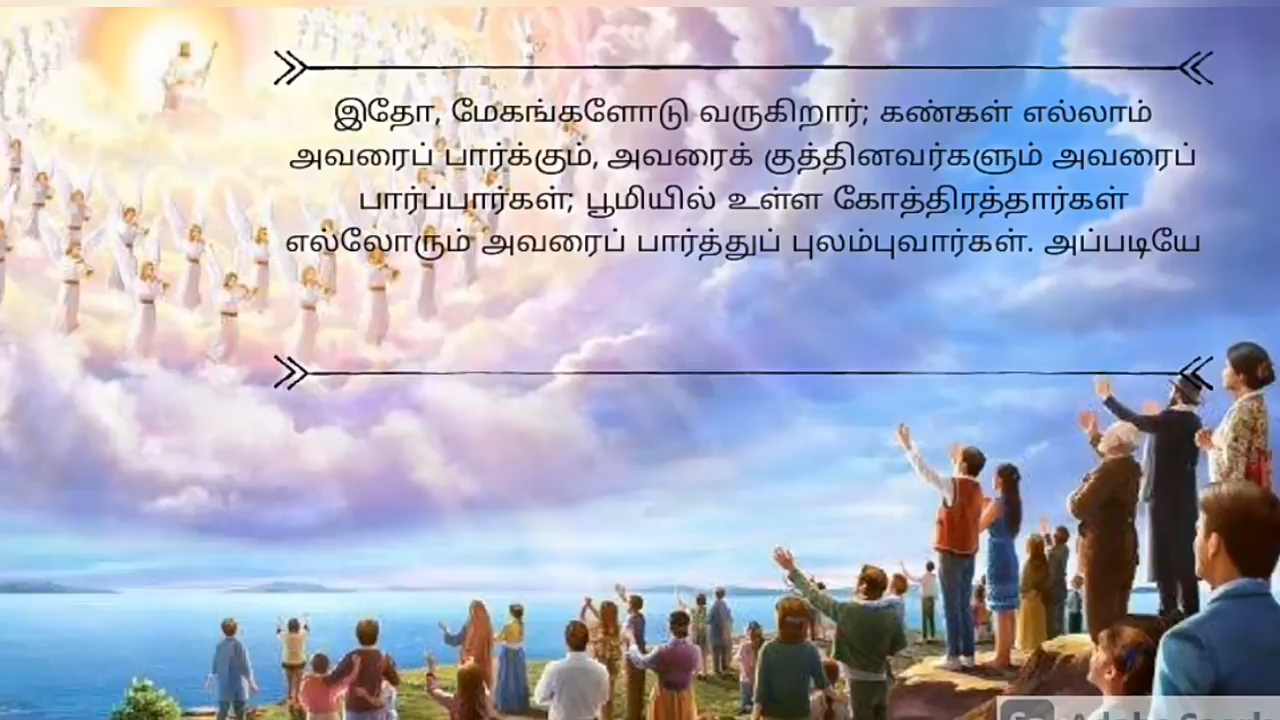 இதோ, மேகங்களோடு வருகிறார்; கண்கள் எல்லாம்
அவரைப் பார்க்கும், அவரைக் குத்தினவர்களும் அவரைப்
பார்ப்பார்கள்; பூமியில் உள்ள கோத்திரத்தார்கள்
எல்லோரும் அவரைப் பார்த்துப் புலம்புவார்கள். அப்படியே